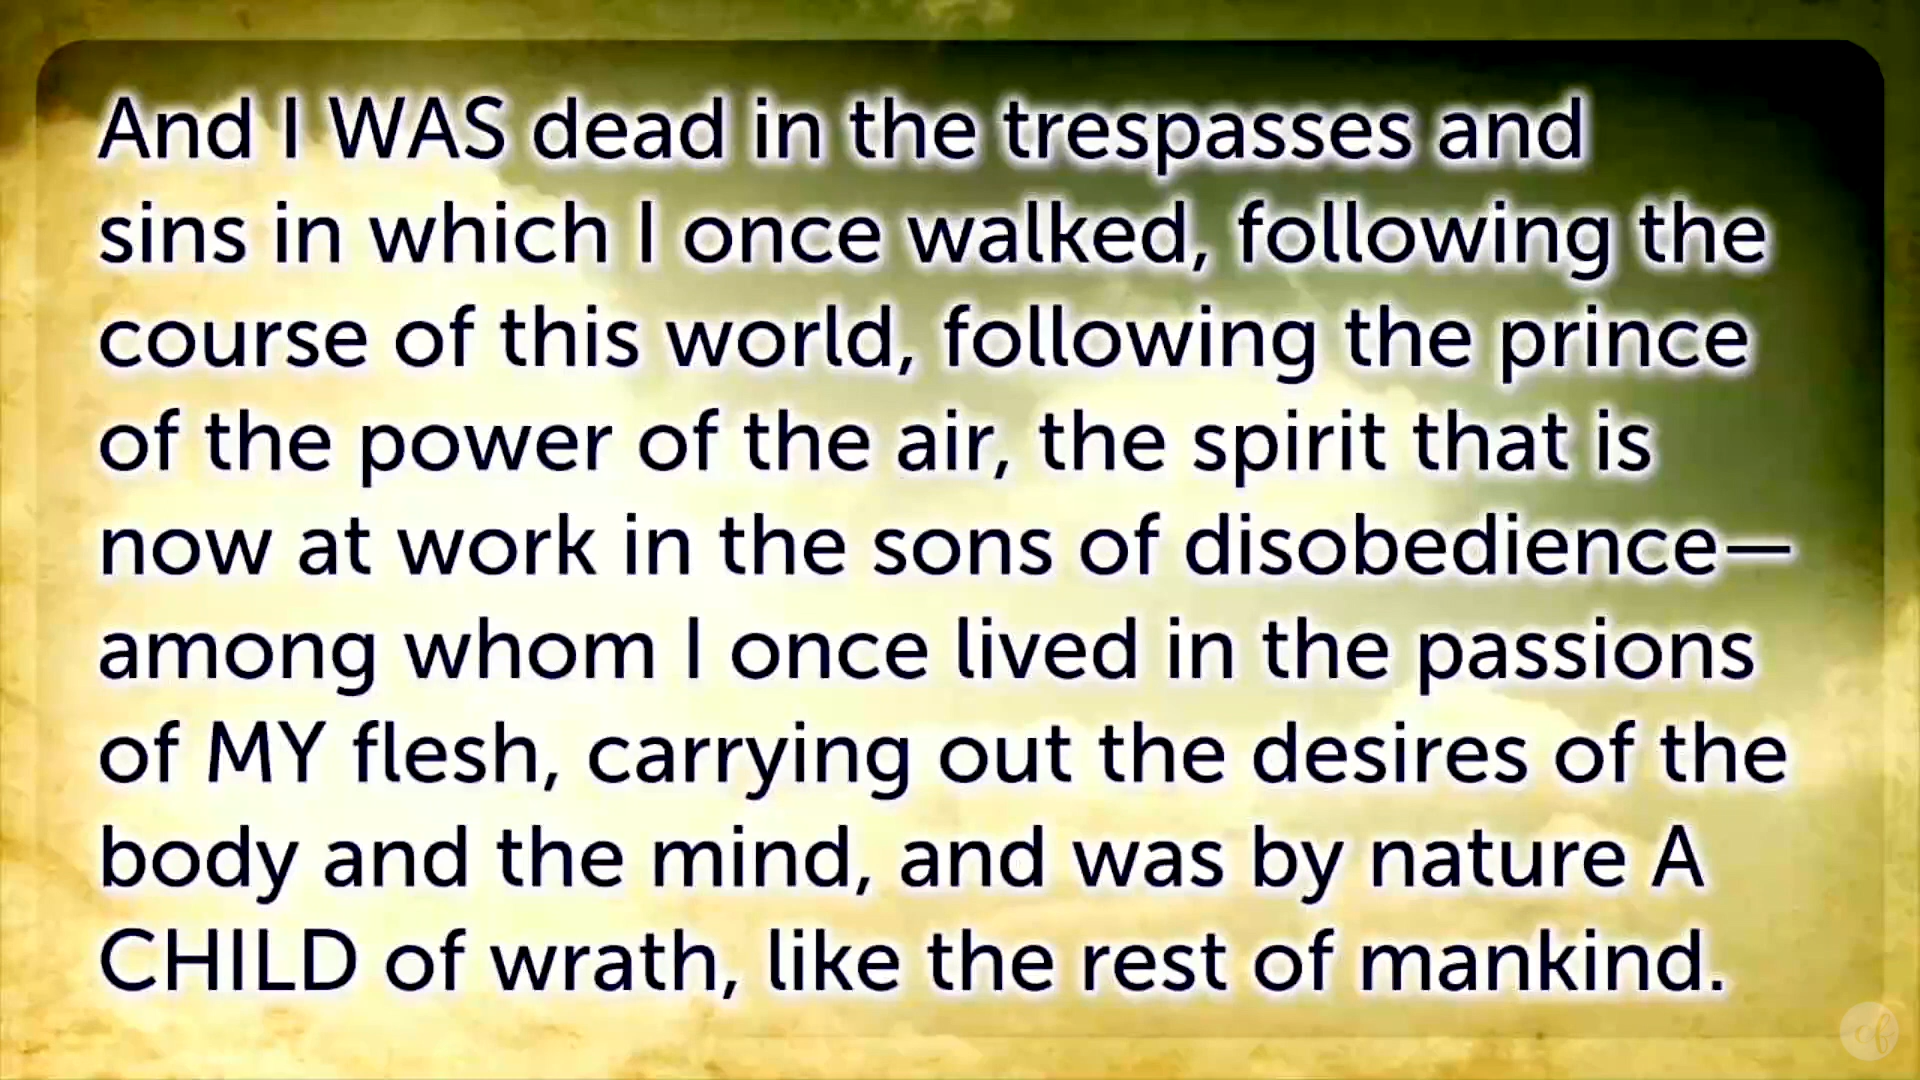 And I WAS dead in the trespasses and
sins in which I once walked, following the
course of this world, following the prince
of the power of the air, the spirit that is
now at work in the sons of disobedience—
among whom I once lived in the passions
of MY flesh, carrying out the desires of the
body and the mind, and was by nature A
CHILD of wrath, like the rest of mankind.